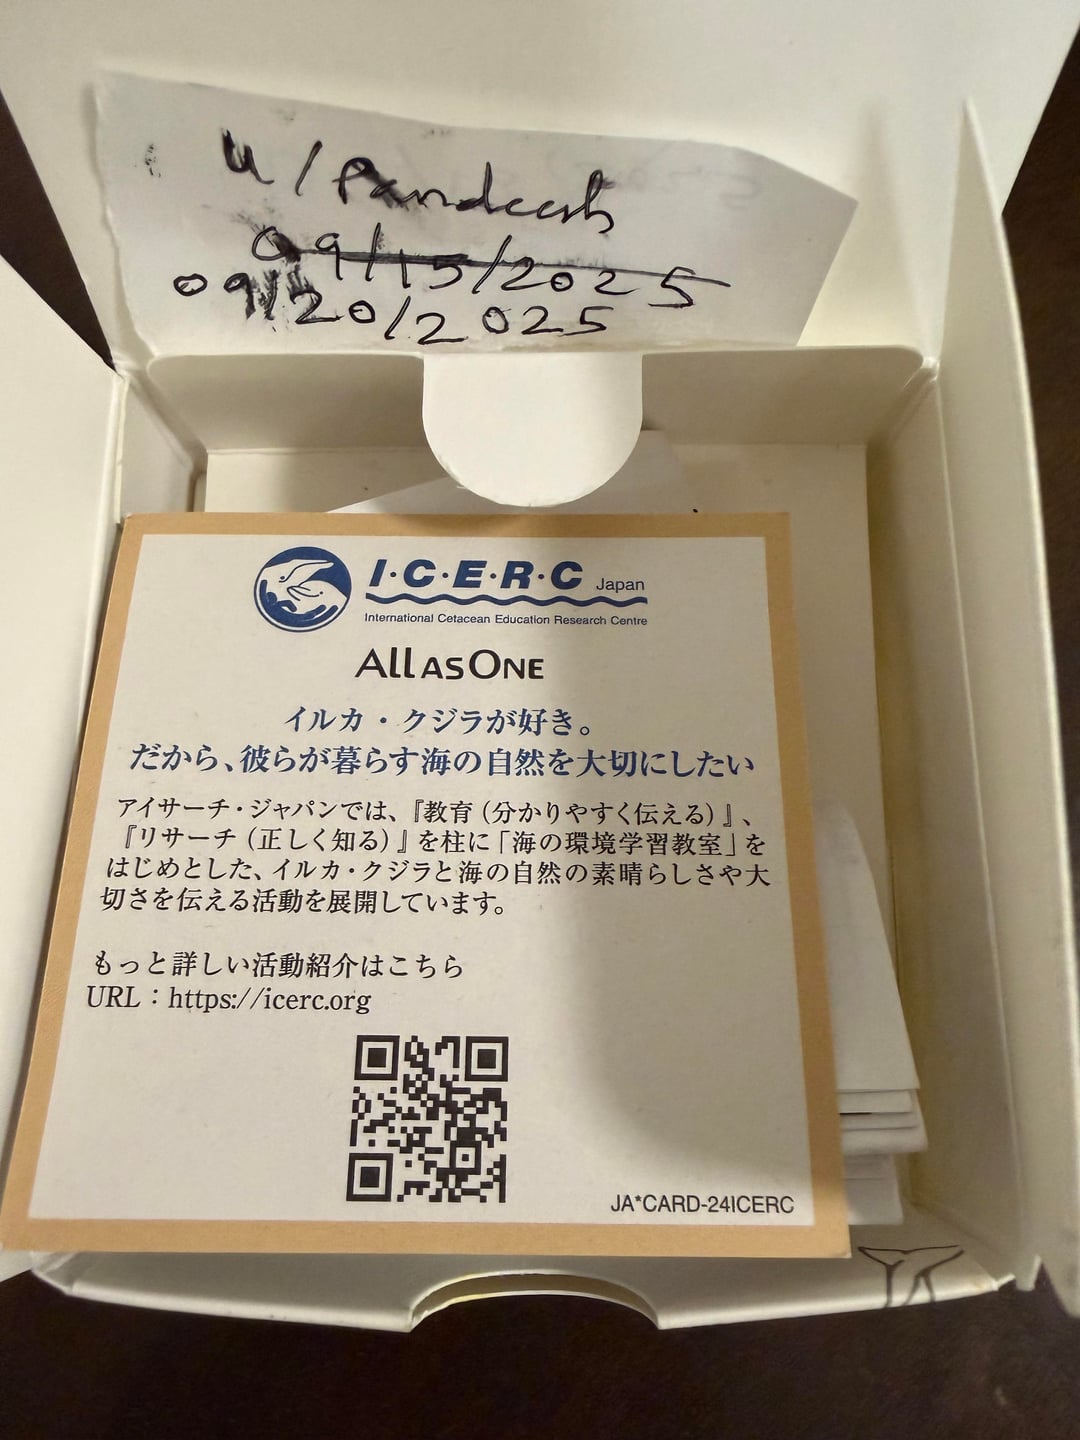 u/Pandeesh
09/15/2025
09/20/2025
I・C・E・R・C Japan
International Cetacean Education Research Centre
ALL AS ONE
イルカ・クジラが好き。
だから、彼らが暮らす海の自然を大切にしたい
アイサーチ・ジャパンでは、『教育（分かりやすく伝える）』、
『リサーチ（正しく知る）』を柱に「海の環境学習教室」を
はじめとした、イルカ・クジラと海の自然の素晴らしさや大
切さを伝える活動を展開しています。
もっと詳しい活動紹介はこちら
URL：https://icerc.org
JA*CARD-24ICERC